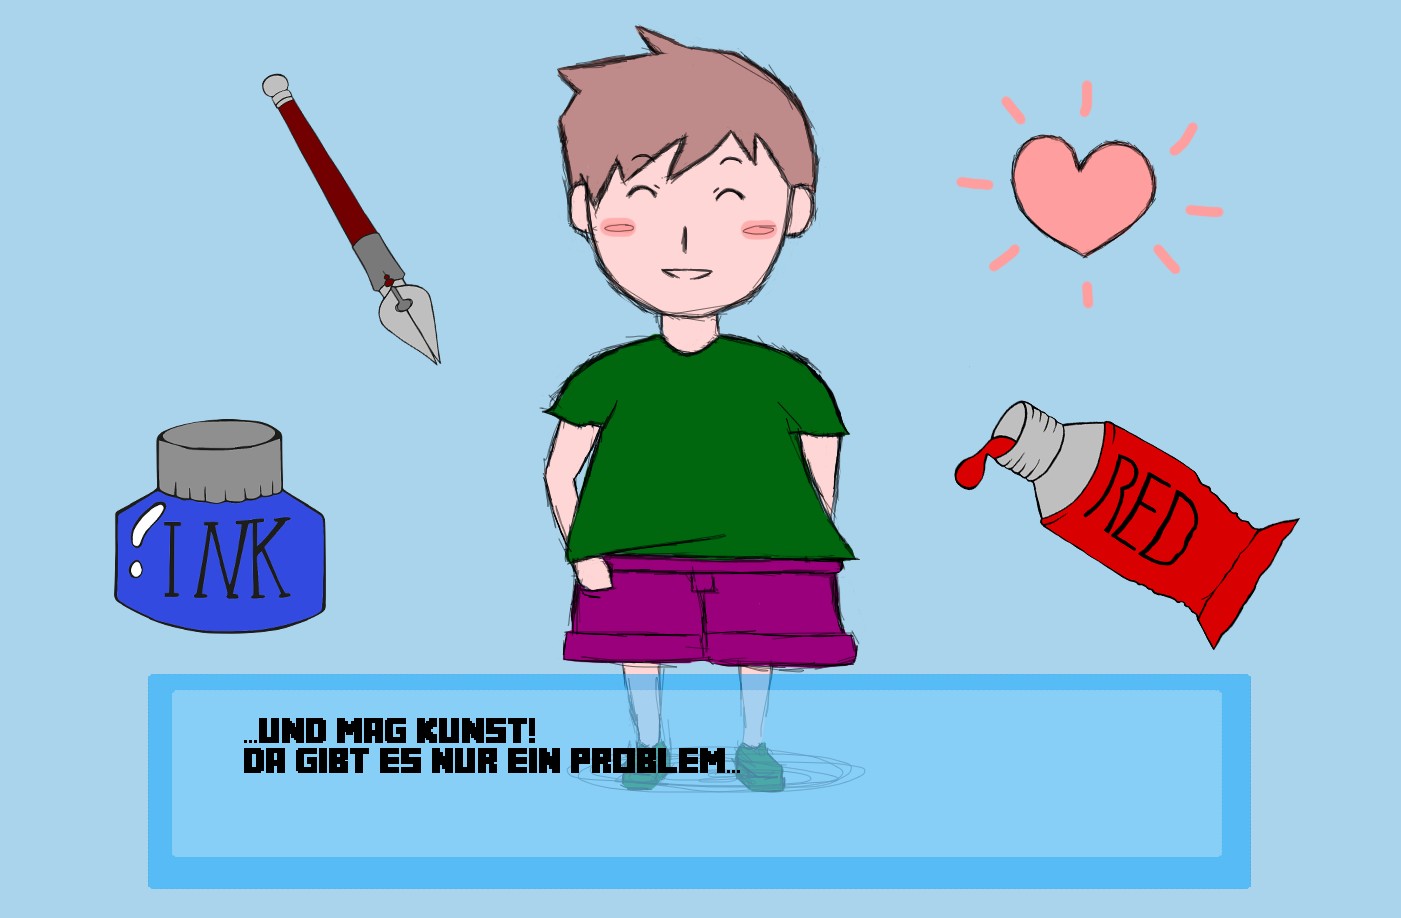 INK
RED
...UND MAG KUNST!
DA GIBT ES NUR EIN PROBLEM...